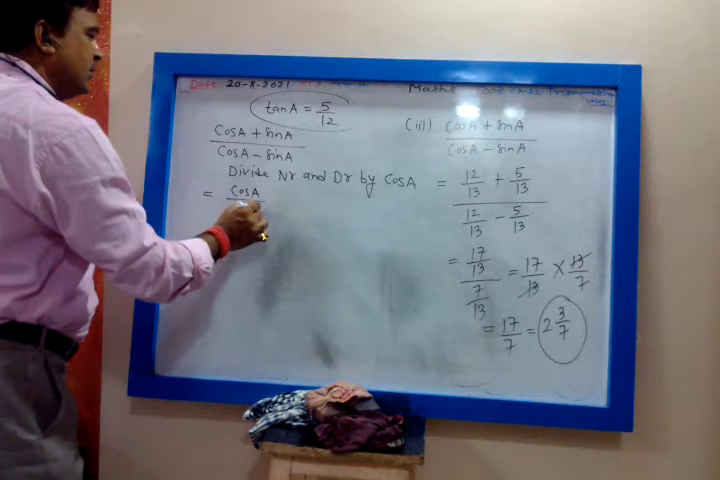 Date 20-8-2021
Maths Topic
tanA = 5/12
CosA + SinA / CosA - SinA
Divide Nr and Dr by CosA
= CosA
(iii) CosA + SinA / CosA - SinA
= 12/13 + 5/13 / 12/13 - 5/13
= 17/13 / 7/13 = 17/13 × 13/7
= 17/7 = 2 3/7